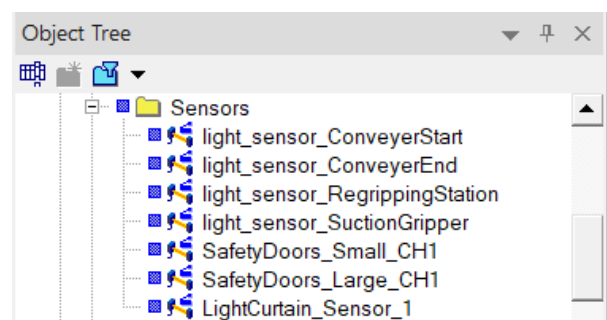 Object Tree
Sensors
light_sensor_ConveyerStart
light_sensor_ConveyerEnd
light_sensor_RegrippingStation
light_sensor_SuctionGripper
SafetyDoors_Small_CH1
SafetyDoors_Large_CH1
LightCurtain_Sensor_1